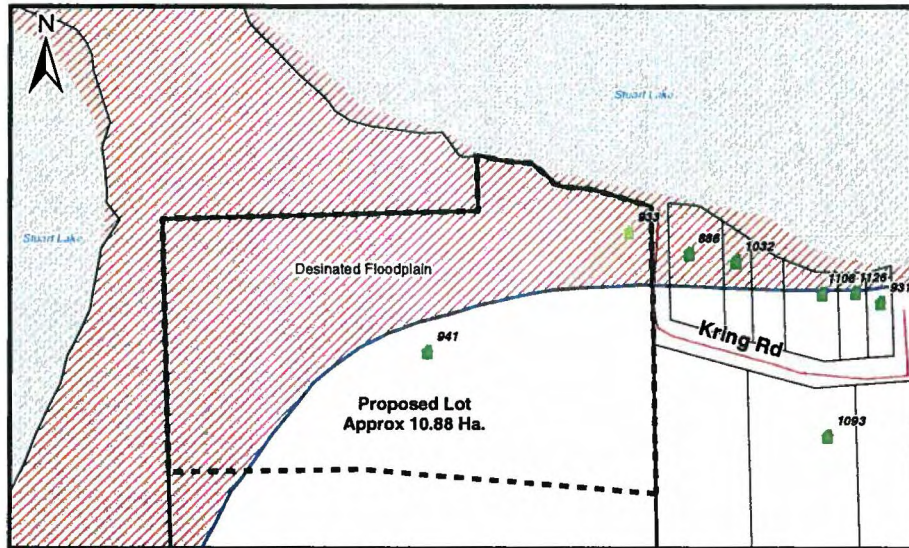 N
Stuart Lake
Stuart Lake
933
886
1032
1106
1126
931
Desinated Floodplain
Kring Rd
941
Proposed Lot
Approx 10.88 Ha.
1093